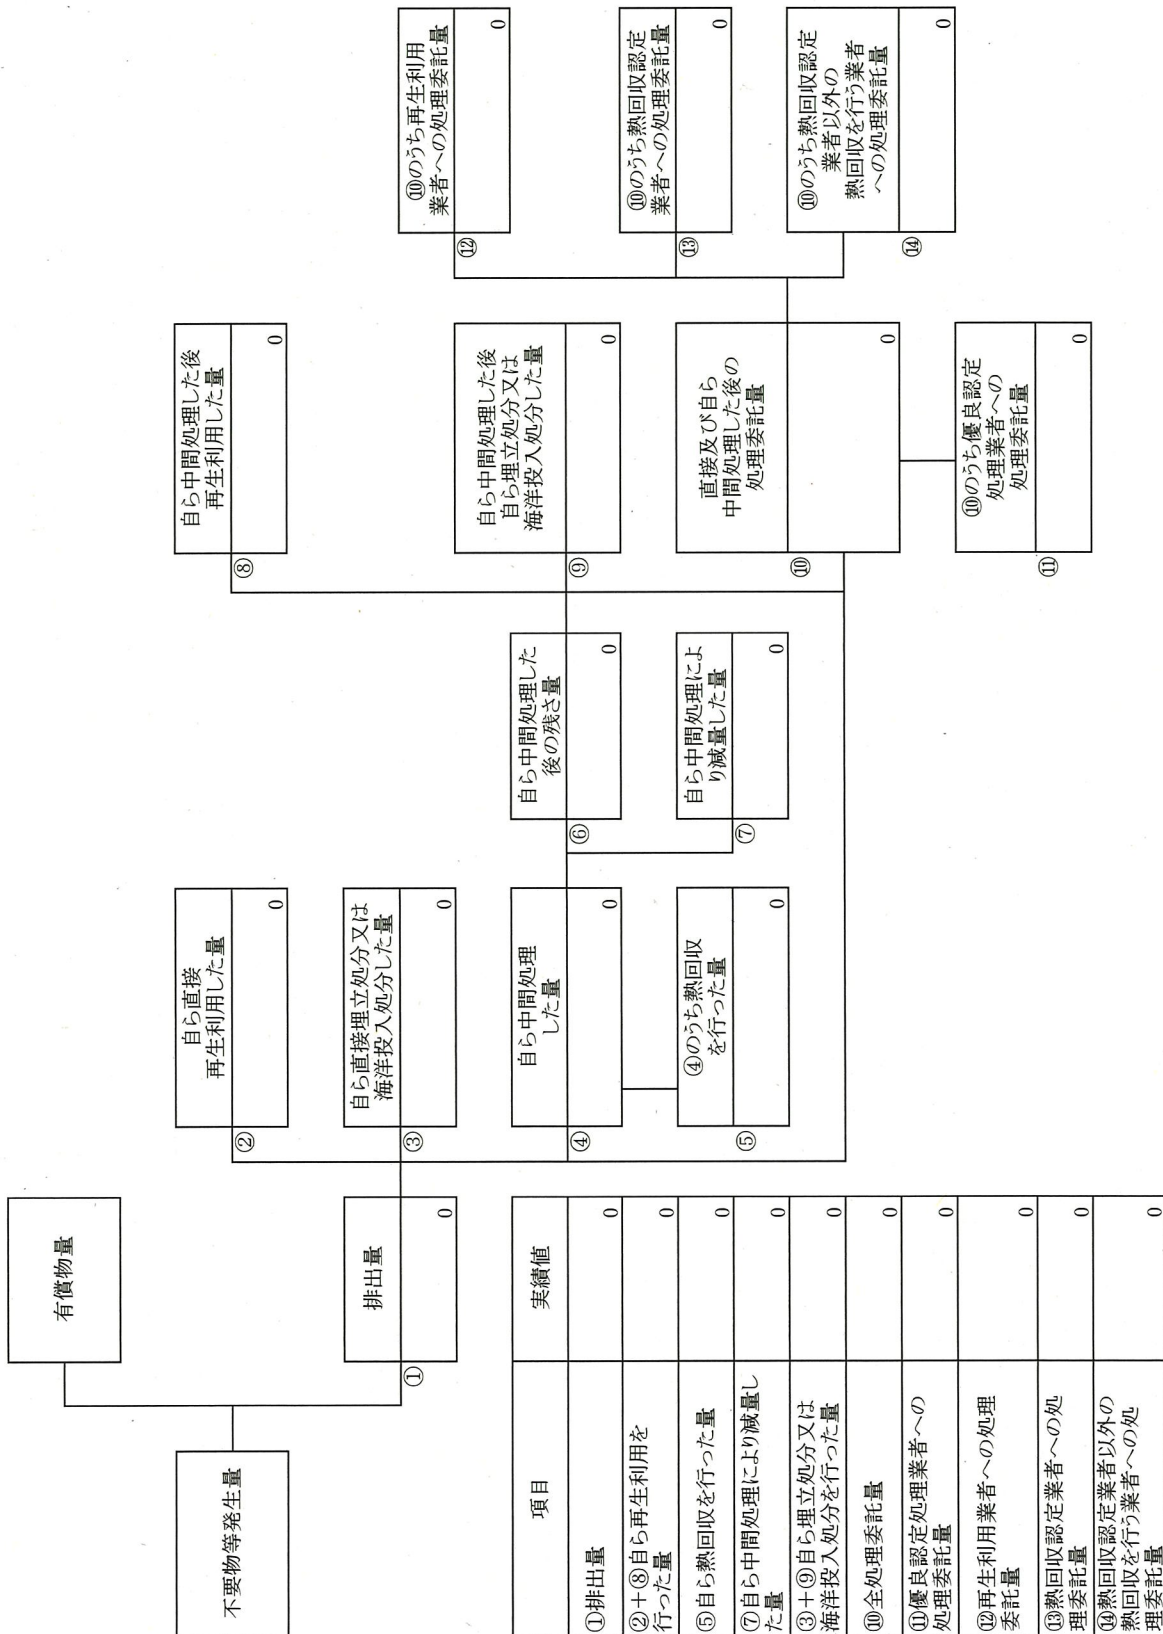 不要物等発生量
有償物量
排出量
①
0
自ら直接
再生利用した量
②
0
自ら直接埋立処分又は
海洋投入処分した量
③
0
自ら中間処理
した量
④
0
④のうち熱回収
を行った量
⑤
0
自ら中間処理した
後の残さ量
⑥
0
自ら中間処理によ
り減量した量
⑦
0
自ら中間処理した後
再生利用した量
⑧
0
自ら中間処理した後
自ら埋立処分又は
海洋投入処分した量
⑨
0
直接及び自ら
中間処理した後の
処理委託量
⑩
0
⑩のうち優良認定
処理業者への
処理委託量
⑪
0
⑩のうち再生利用
業者への処理委託量
⑫
0
⑩のうち熱回収認定
業者への処理委託量
⑬
0
⑩のうち熱回収認定
業者以外の
熱回収を行う業者
への処理委託量
⑭
0
項目 実績値
①排出量 0
②+⑧自ら再生利用を
行った量 0
⑤自ら熱回収を行った量 0
⑦自ら中間処理により減量し
た量 0
③+⑨自ら埋立処分又は
海洋投入処分を行った量 0
⑩全処理委託量 0
⑪優良認定処理業者への
処理委託量 0
⑫再生利用業者への処理
委託量 0
⑬熱回収認定業者への処
理委託量 0
⑭熱回収認定業者以外の
熱回収を行う業者への処
理委託量 0